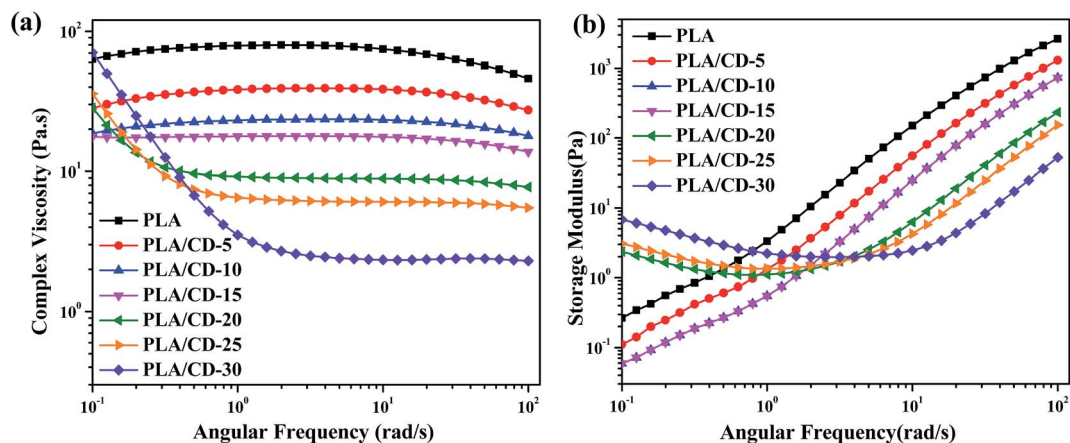 (a)
Complex Viscosity (Pa.s)
10²
10¹
10⁰
PLA
PLA/CD-5
PLA/CD-10
PLA/CD-15
PLA/CD-20
PLA/CD-25
PLA/CD-30
10⁻¹ 10⁰ 10¹ 10²
Angular Frequency (rad/s)
(b)
Storage Modulus(Pa)
10³
10²
10¹
10⁰
10⁻¹
PLA
PLA/CD-5
PLA/CD-10
PLA/CD-15
PLA/CD-20
PLA/CD-25
PLA/CD-30
10⁻¹ 10⁰ 10¹ 10²
Angular Frequency(rad/s)